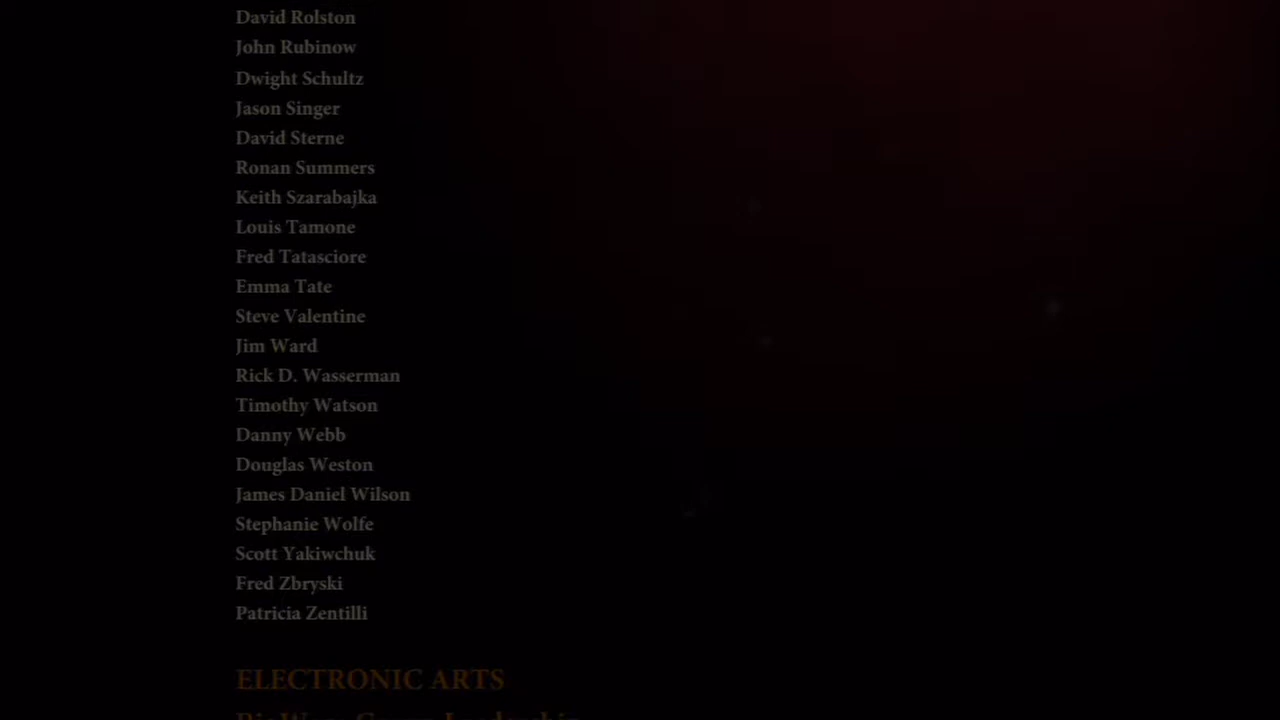 David Rolston
John Rubinow
Dwight Schultz
Jason Singer
David Sterne
Ronan Summers
Keith Szarabajka
Louis Tamone
Fred Tatasciore
Emma Tate
Steve Valentine
Jim Ward
Rick D. Wasserman
Timothy Watson
Danny Webb
Douglas Weston
James Daniel Wilson
Stephanie Wolfe
Scott Yakiwchuk
Fred Zbryski
Patricia Zentilli
ELECTRONIC ARTS